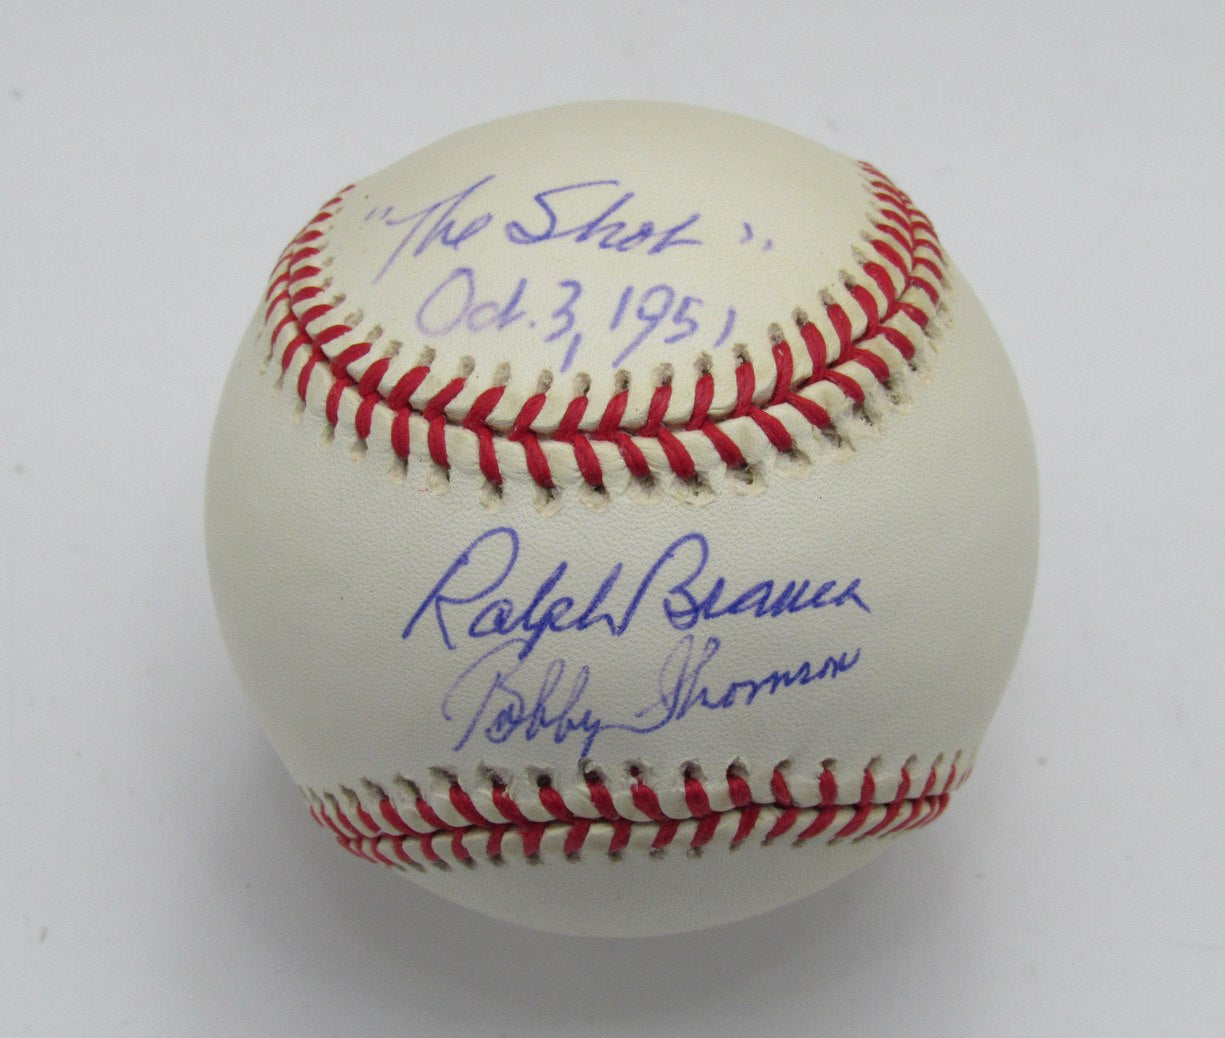 "The Shot"
Oct. 3, 1951
Ralph Branca
Bobby Thomson